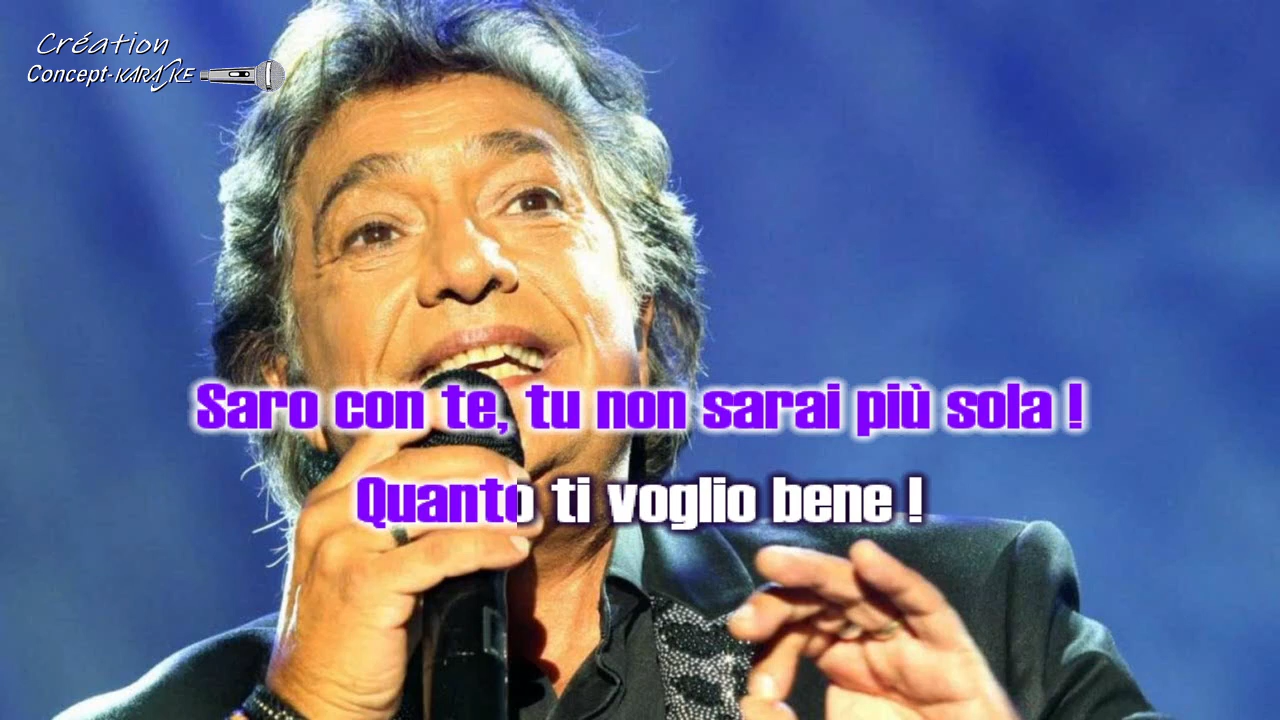 Création
Concept-KARAOKE
Saro con te, tu non sarai più sola !
Quanto ti voglio bene !